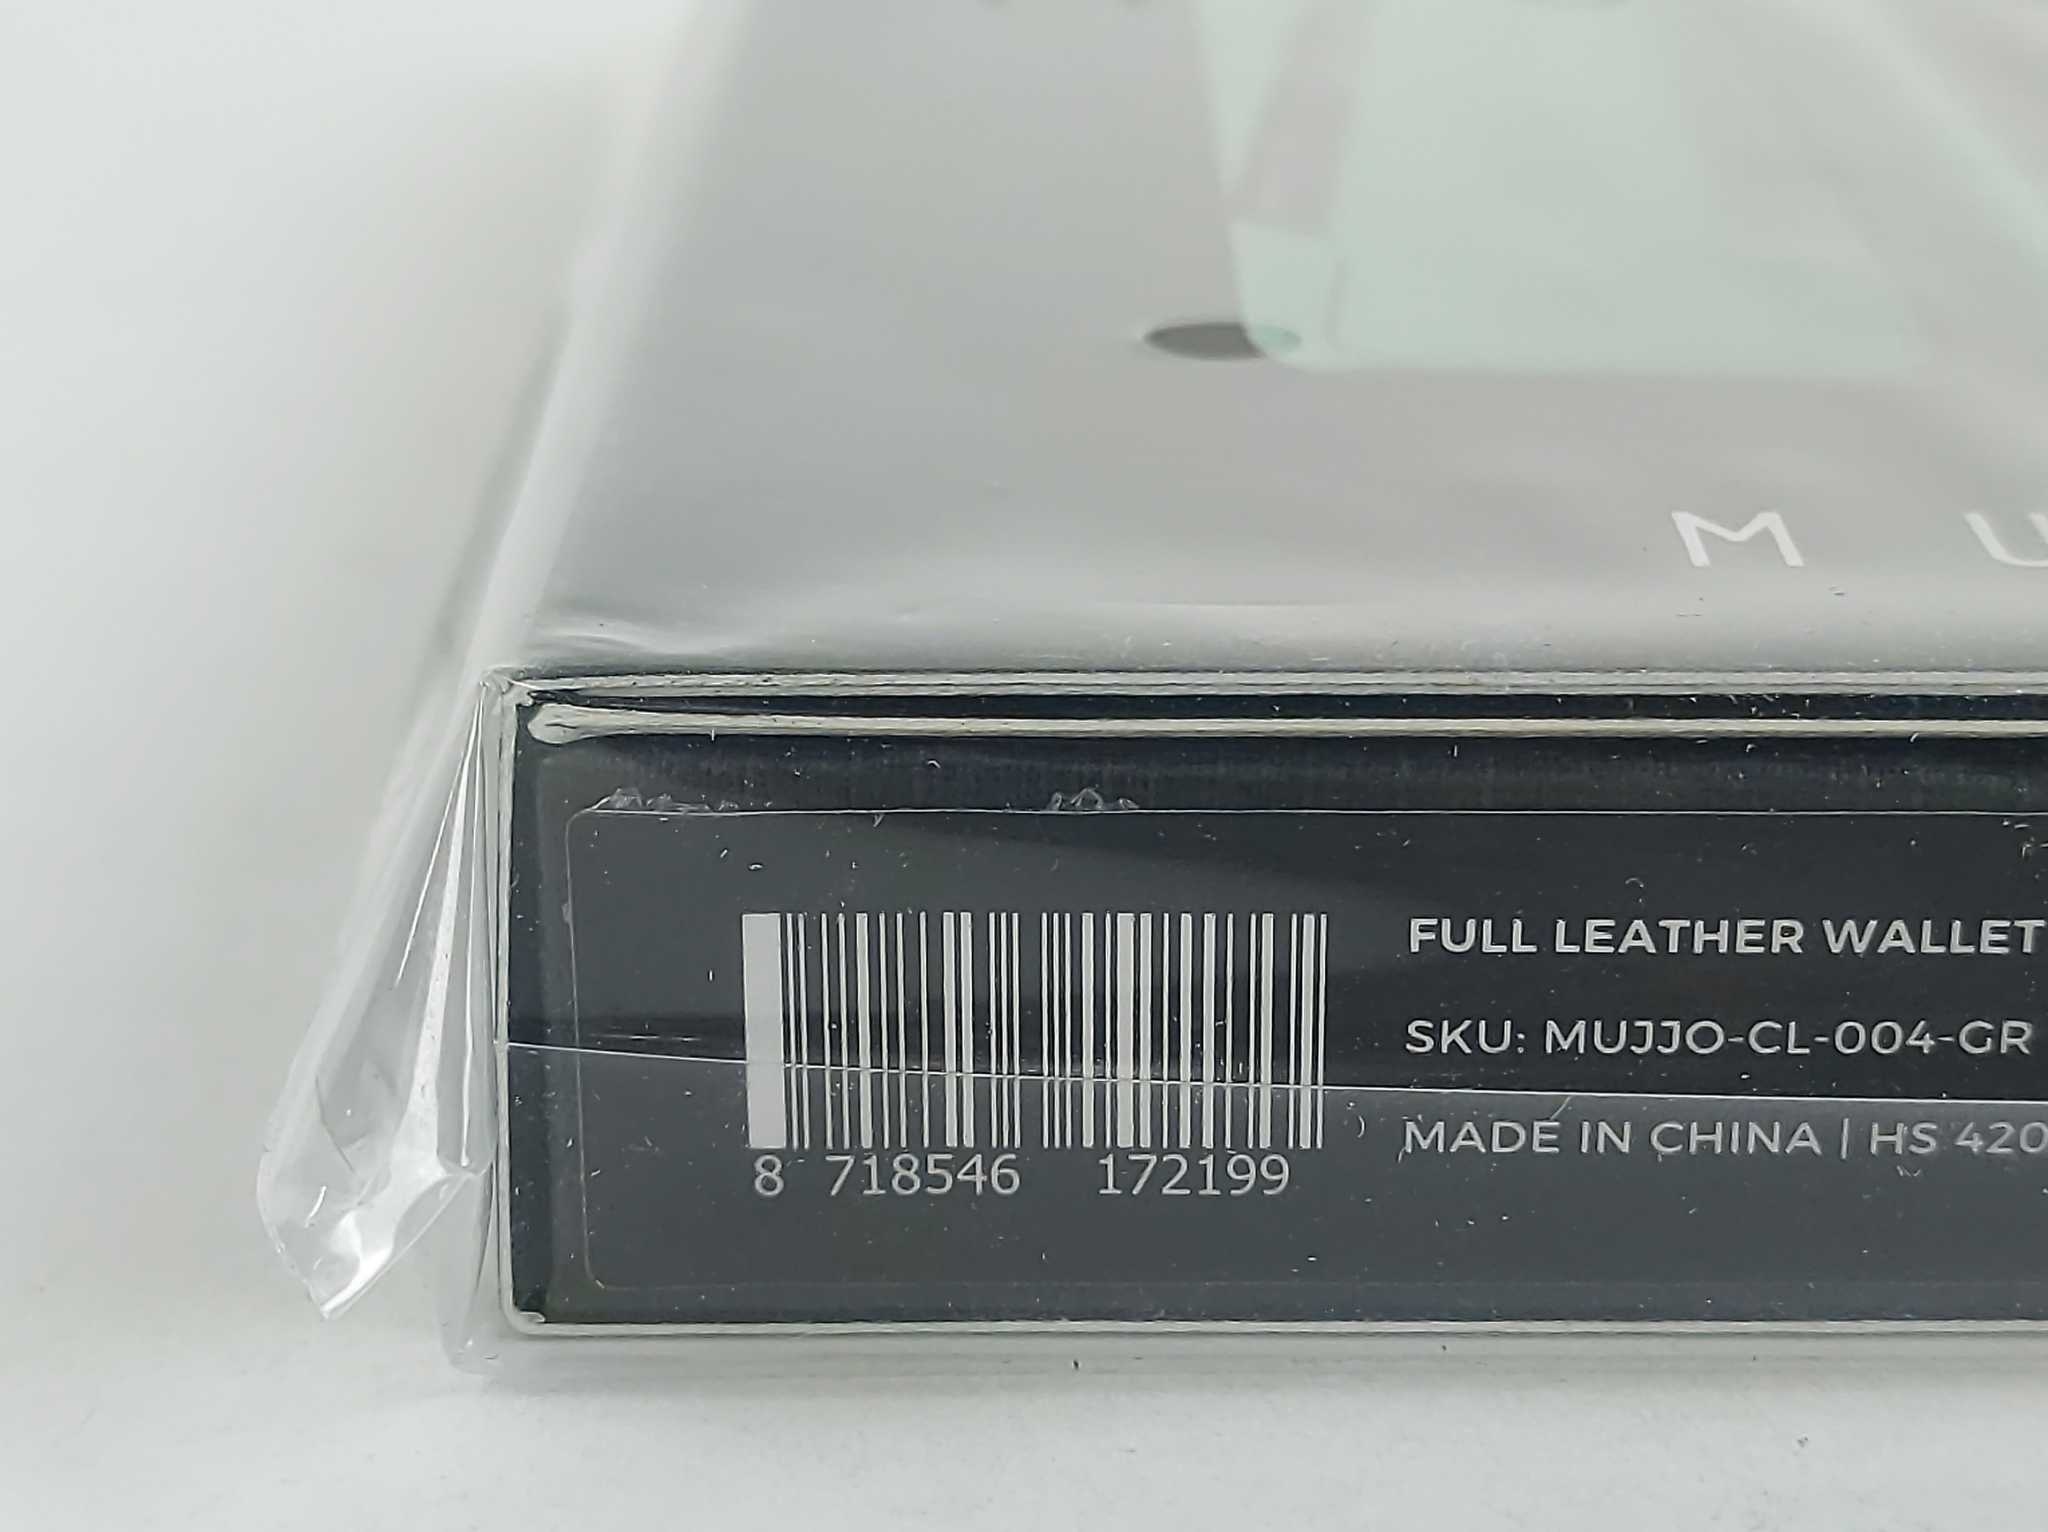 M U
FULL LEATHER WALLET
SKU: MUJJO-CL-004-GR
MADE IN CHINA | HS 420
8 718546 172199